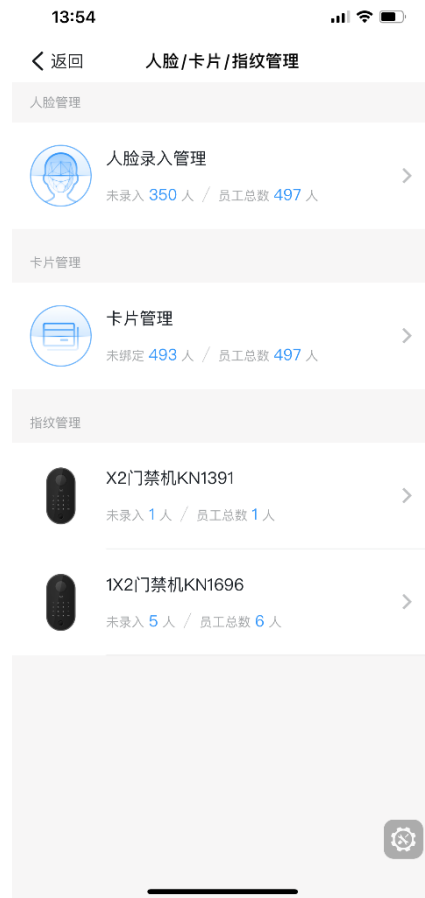 13:54
返回
人脸/卡片/指纹管理
人脸管理
人脸录入管理
未录入 350 人 / 员工总数 497 人
卡片管理
卡片管理
未绑定 493 人 / 员工总数 497 人
指纹管理
X2门禁机KN1391
未录入 1 人 / 员工总数 1 人
1X2门禁机KN1696
未录入 5 人 / 员工总数 6 人